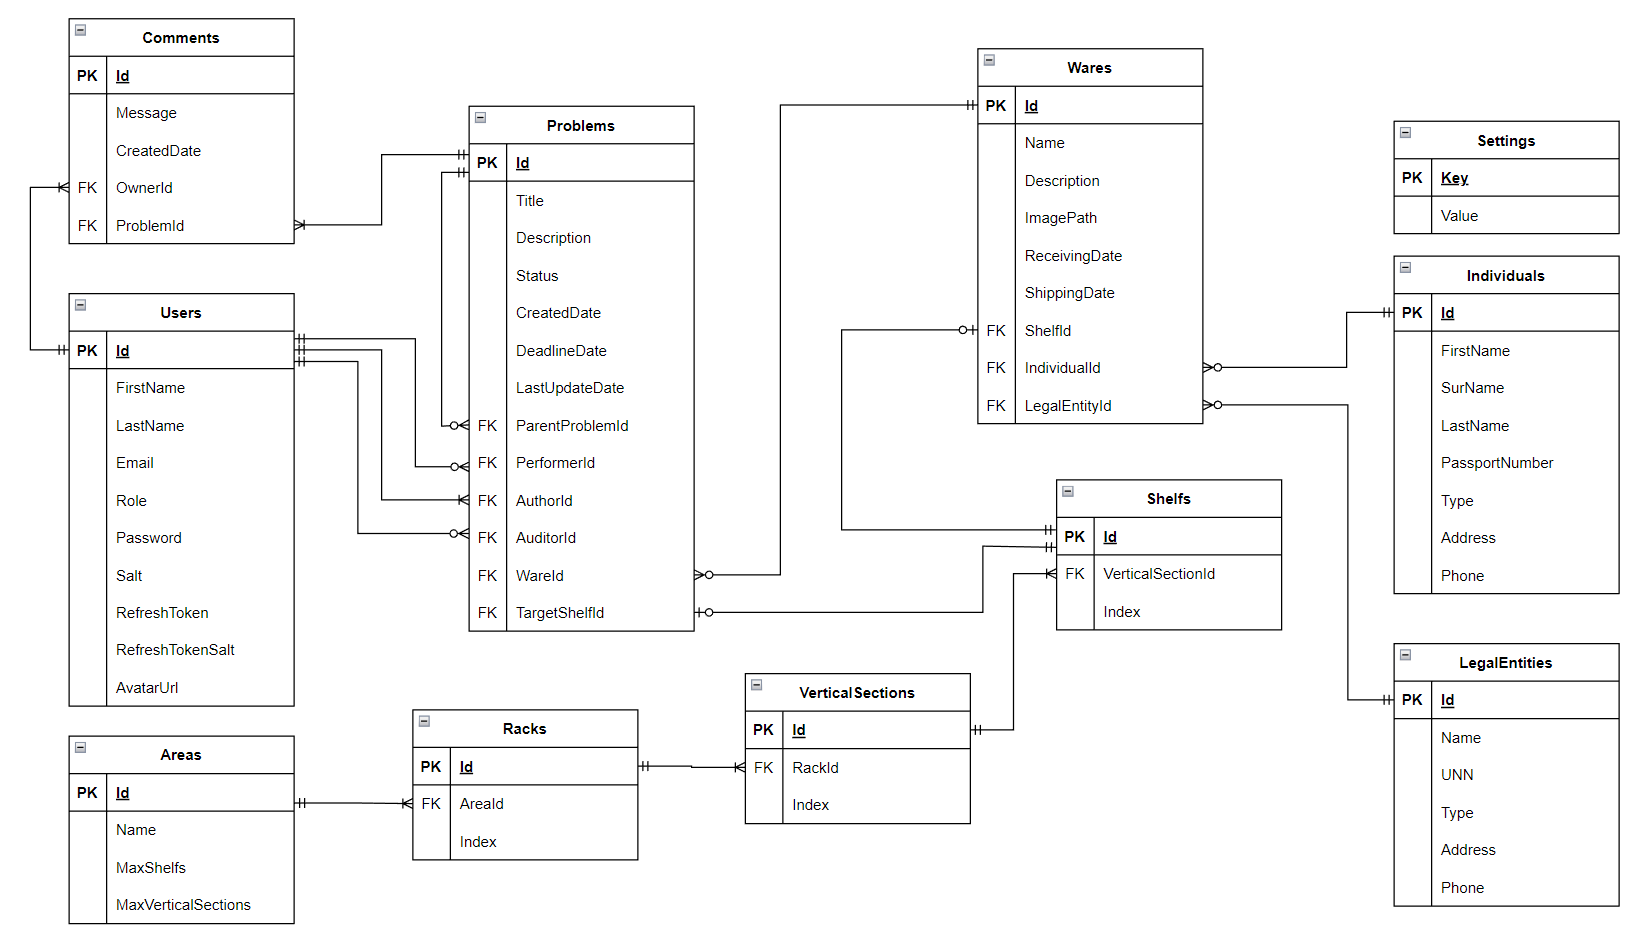 Comments
PK Id
Message
CreatedDate
FK OwnerId
FK ProblemId
Users
PK Id
FirstName
LastName
Email
Role
Password
Salt
RefreshToken
RefreshTokenSalt
AvatarUrl
Areas
PK Id
Name
MaxShelfs
MaxVerticalSections
Problems
PK Id
Title
Description
Status
CreatedDate
DeadlineDate
LastUpdateDate
FK ParentProblemId
FK PerformerId
FK AuthorId
FK AuditorId
FK WareId
FK TargetShelfId
Racks
PK Id
FK AreaId
Index
VerticalSections
PK Id
FK RackId
Index
Wares
PK Id
Name
Description
ImagePath
ReceivingDate
ShippingDate
FK ShelfId
FK IndividualId
FK LegalEntityId
Shelfs
PK Id
FK VerticalSectionId
Index
Settings
PK Key
Value
Individuals
PK Id
FirstName
SurName
LastName
PassportNumber
Type
Address
Phone
LegalEntities
PK Id
Name
UNN
Type
Address
Phone